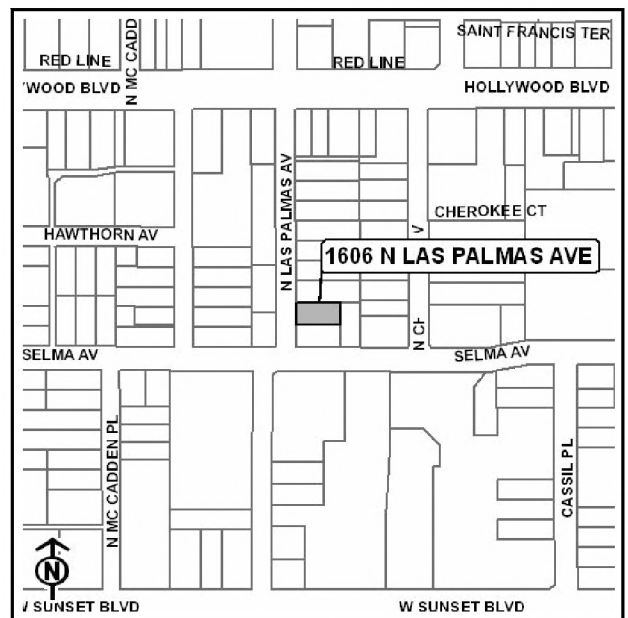 SAINT FRANCIS TER
RED LINE
RED LINE
N MC CADD
YWOOD BLVD
HOLLYWOOD BLVD
N LAS PALMAS AV
CHEROKEE CT
HAWTHORN AV
V
1606 N LAS PALMAS AVE
N CH
SELMA AV
SELMA AV
N MC CADDEN PL
CASSIL PL
N
W SUNSET BLVD
W SUNSET BLVD